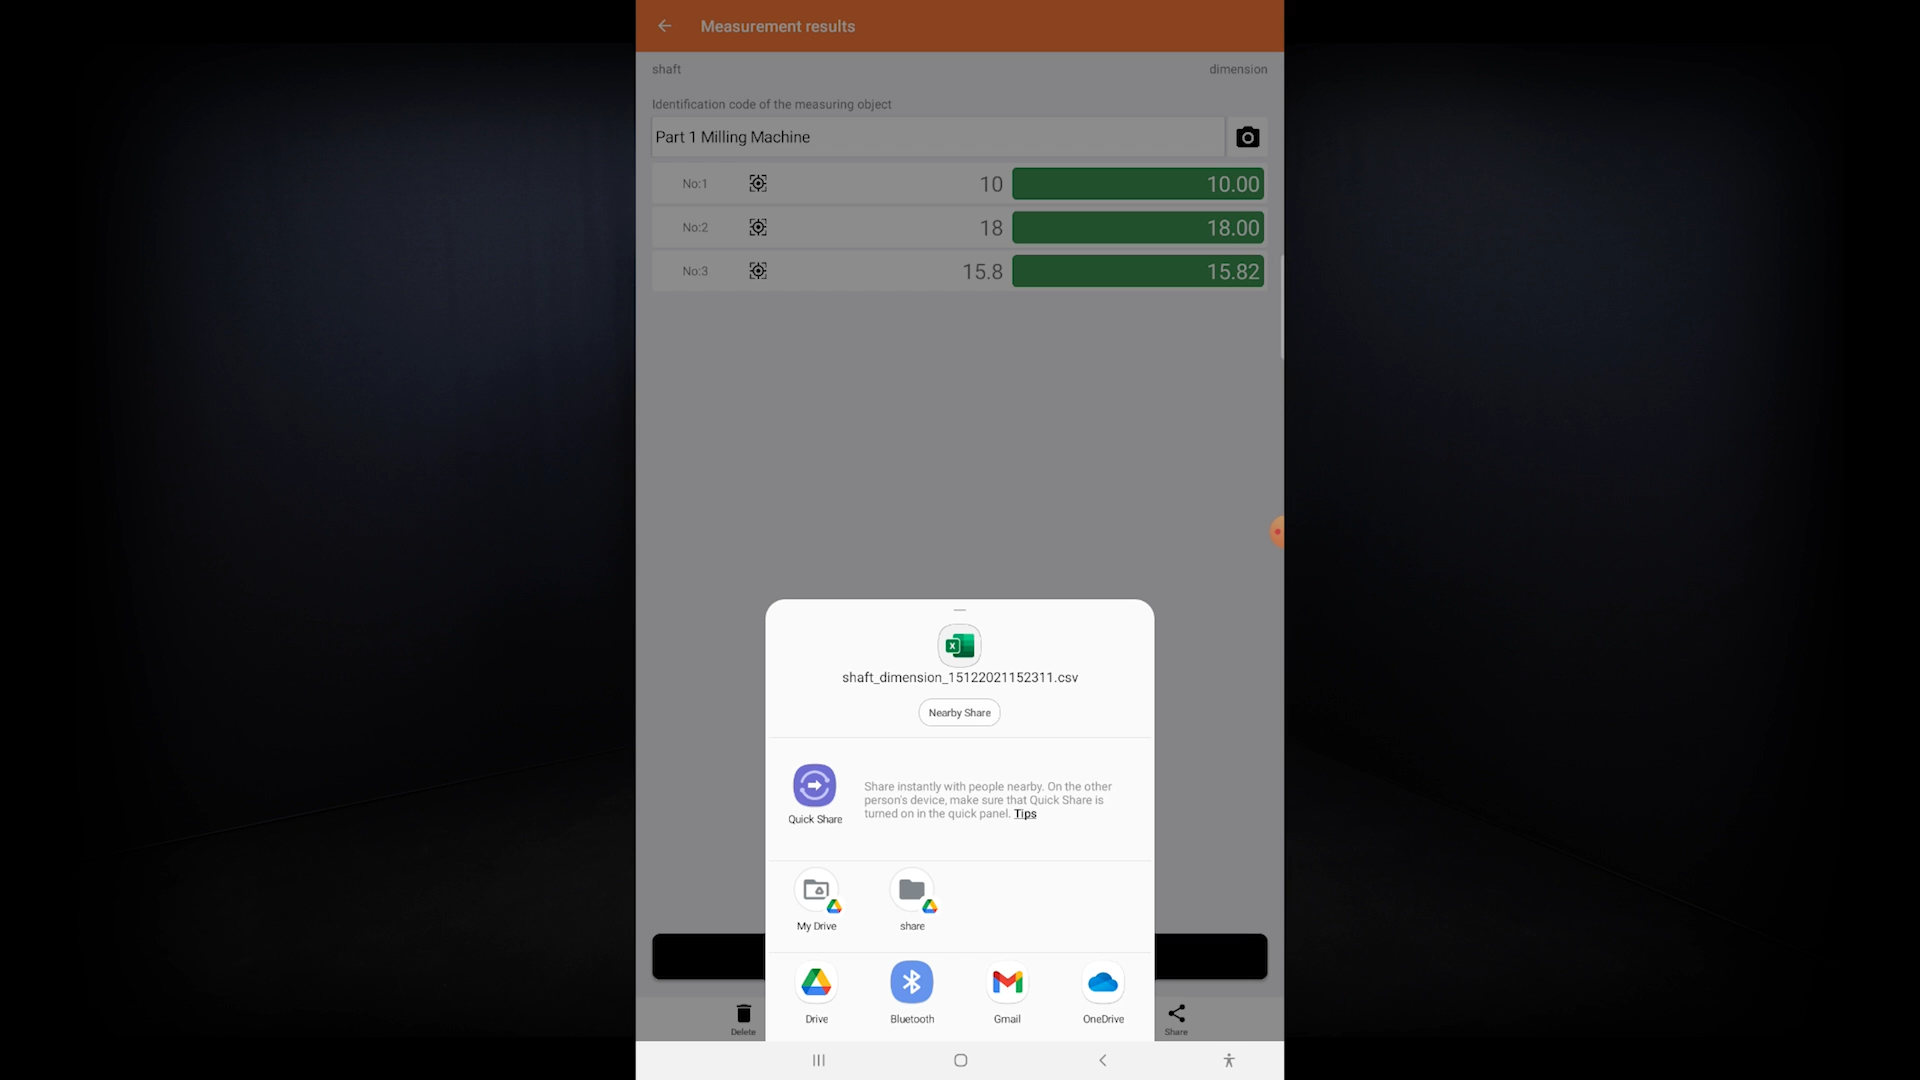 Measurement results
shaft dimension
Identification code of the measuring object
Part 1 Milling Machine
No:1 10 10.00
No:2 18 18.00
No:3 15.8 15.82
shaft_dimension_15122021152311.csv
Nearby Share
Share instantly with people nearby. On the other
person's device, make sure that Quick Share is
turned on in the quick panel. Tips
Quick Share
My Drive share
Drive Bluetooth Gmail OneDrive
Delete Share